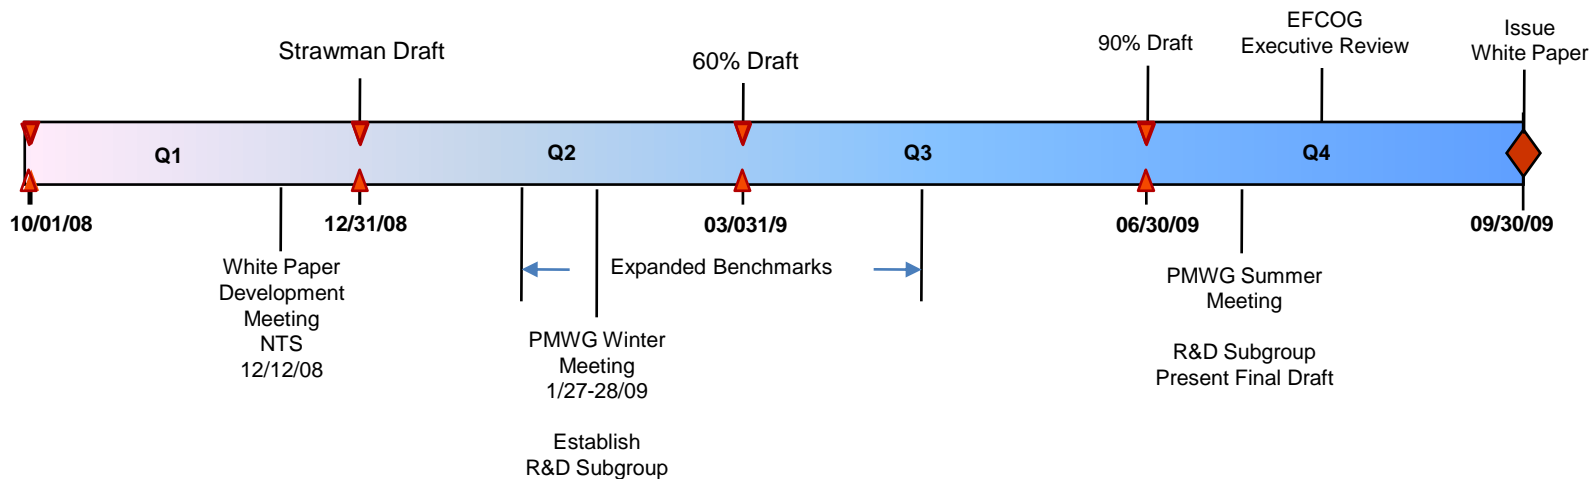 Strawman Draft
60% Draft
90% Draft
EFCOG
Executive Review
Issue
White Paper
Q1
Q2
Q3
Q4
10/01/08
12/31/08
03/031/9
06/30/09
09/30/09
White Paper
Development
Meeting
NTS
12/12/08
Expanded Benchmarks
PMWG Winter
Meeting
1/27-28/09
Establish
R&D Subgroup
PMWG Summer
Meeting
R&D Subgroup
Present Final Draft